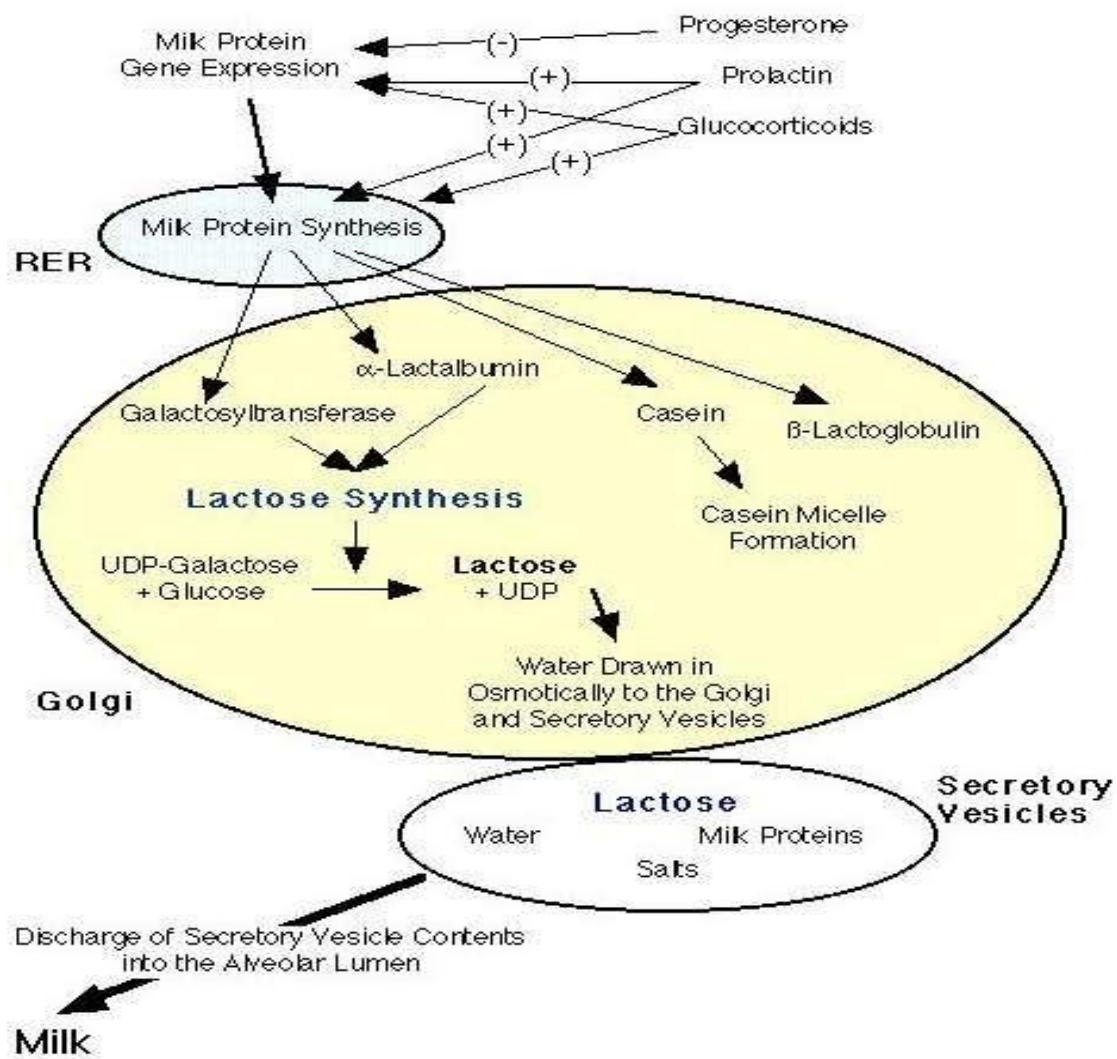 Milk Protein
Gene Expression
Progesterone
(-)
Prolactin
(+)
(+)
Glucocorticoids
(+)
(+)
Milk Protein Synthesis
RER
α-Lactalbumin
Galactosyltransferase
Casein
ß-Lactoglobulin
Lactose Synthesis
Casein Micelle
Formation
UDP-Galactose
+ Glucose
Lactose
+ UDP
Water Drawn in
Osmotically to the Golgi
and Secretory Vesicles
Golgi
Secretory
Vesicles
Lactose
Water
Milk Proteins
Salts
Discharge of Secretory Vesicle Contents
into the Alveolar Lumen
Milk